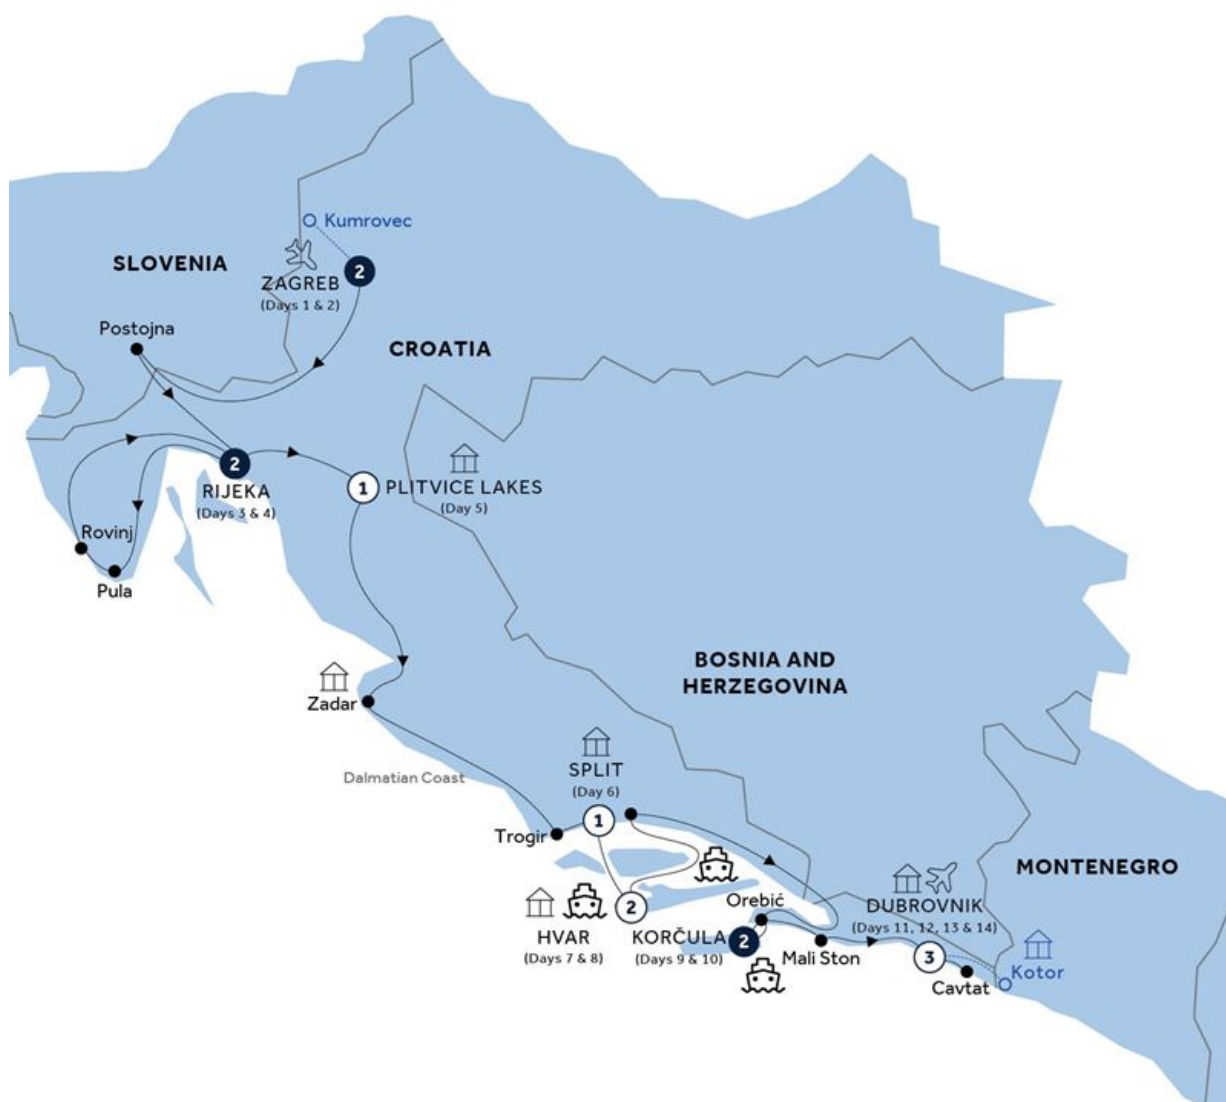 Kumrovec
SLOVENIA
2
ZAGREB
(Days 1 & 2)
Postojna
CROATIA
2
RIJEKA
(Days 3 & 4)
1
PLITVICE LAKES
(Day 5)
Rovinj
Pula
BOSNIA AND
HERZEGOVINA
Zadar
Dalmatian Coast
SPLIT
(Day 6)
1
Trogir
MONTENEGRO
2
HVAR
(Days 7 & 8)
Orebić
KORČULA
(Days 9 & 10)
2
Mali Ston
DUBROVNIK
(Days 11, 12, 13 & 14)
3
Cavtat
Kotor